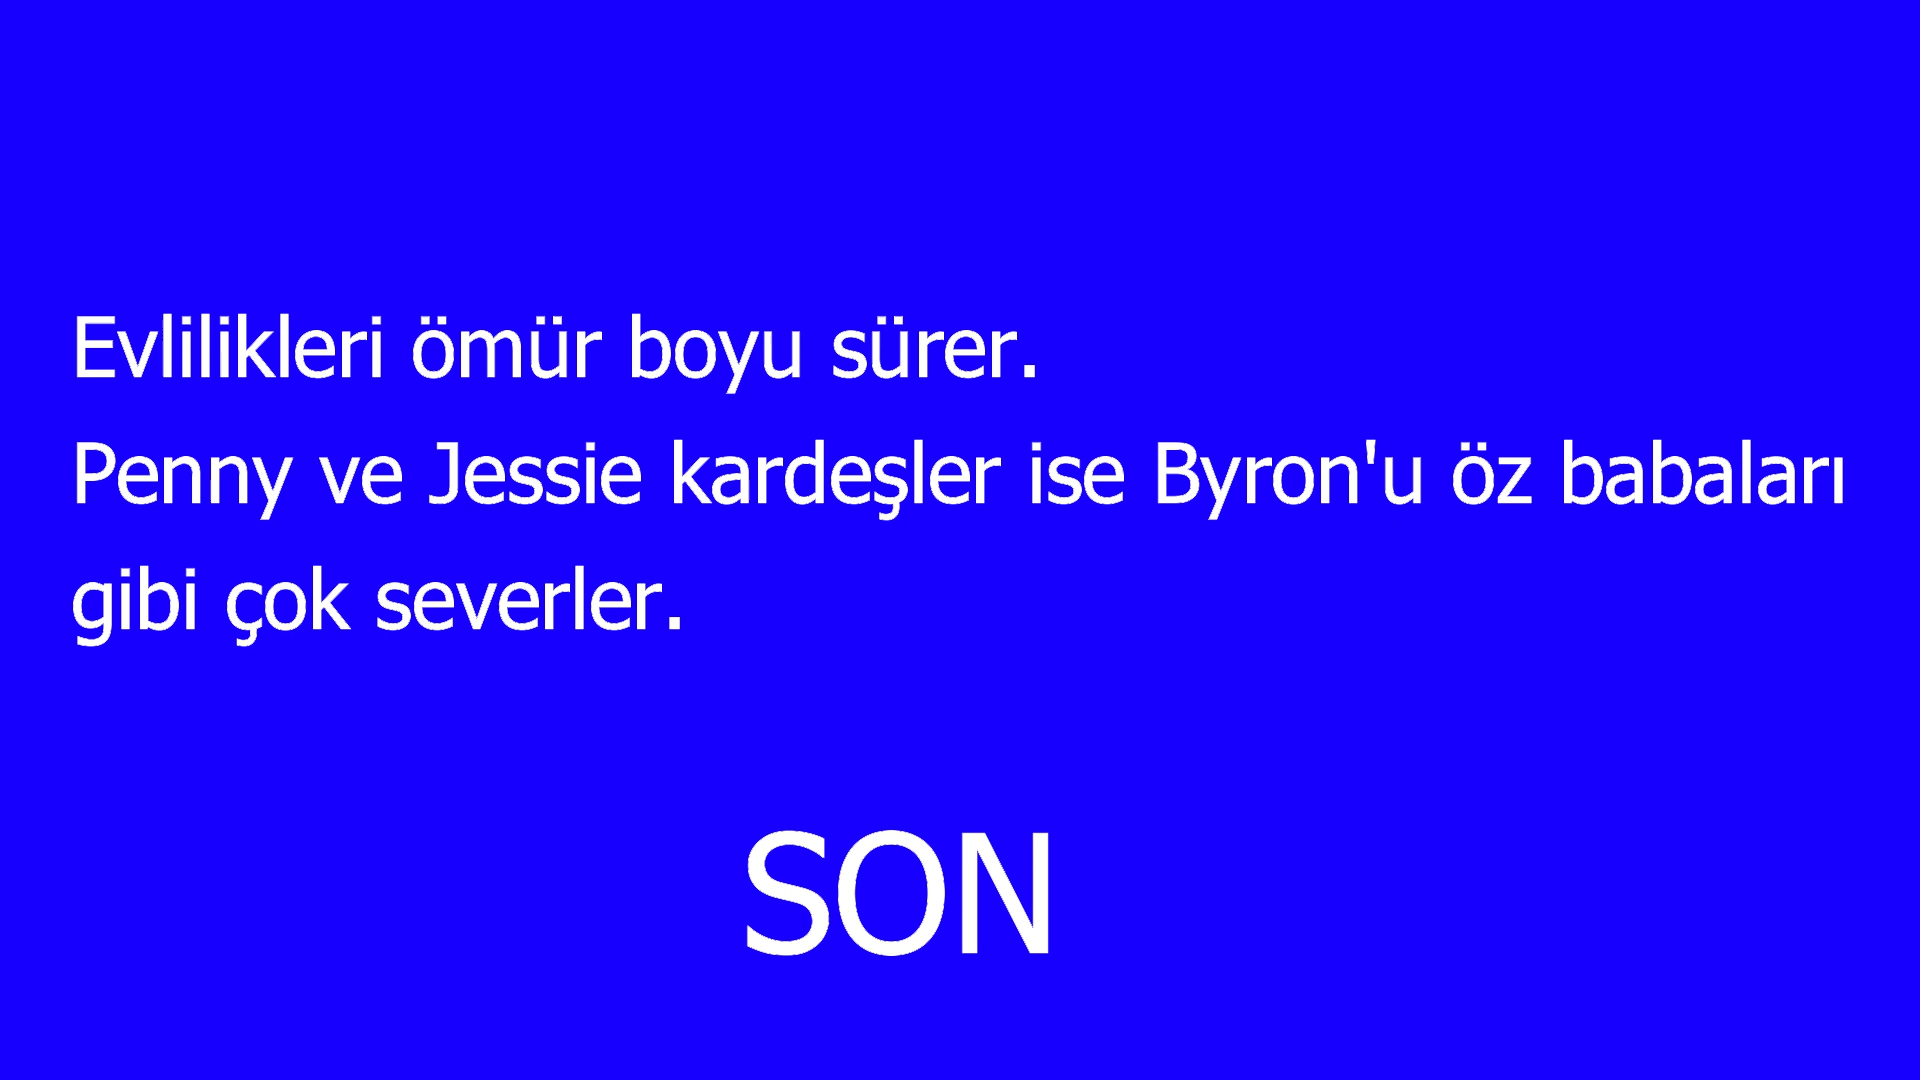 Evlilikleri ömür boyu sürer.
Penny ve Jessie kardeşler ise Byron'u öz babaları
gibi çok severler.
SON